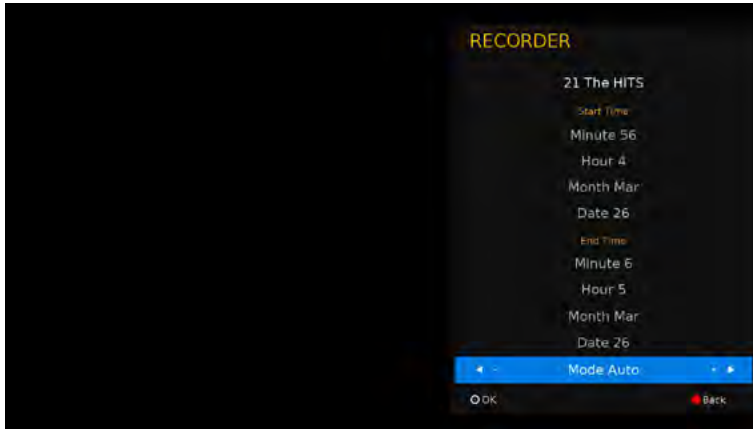 RECORDER
21 The HITS
Start Time
Minute 56
Hour 4
Month Mar
Date 26
End Time
Minute 6
Hour 5
Month Mar
Date 26
- Mode Auto +
OK Back